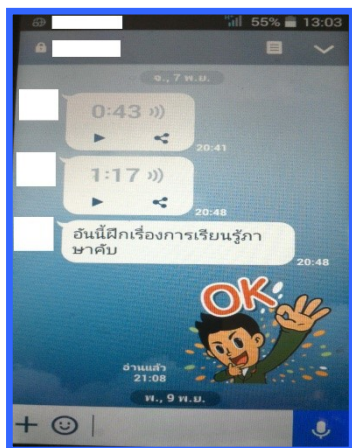 55% 13:03
จ., 7 พ.ย.
0:43
20:41
1:17
20:48
อันนี้ฝึกเรื่องการเรียนรู้ภา
ษาคับ
20:48
OK
อ่านแล้ว
21:08
พ., 9 พ.ย.